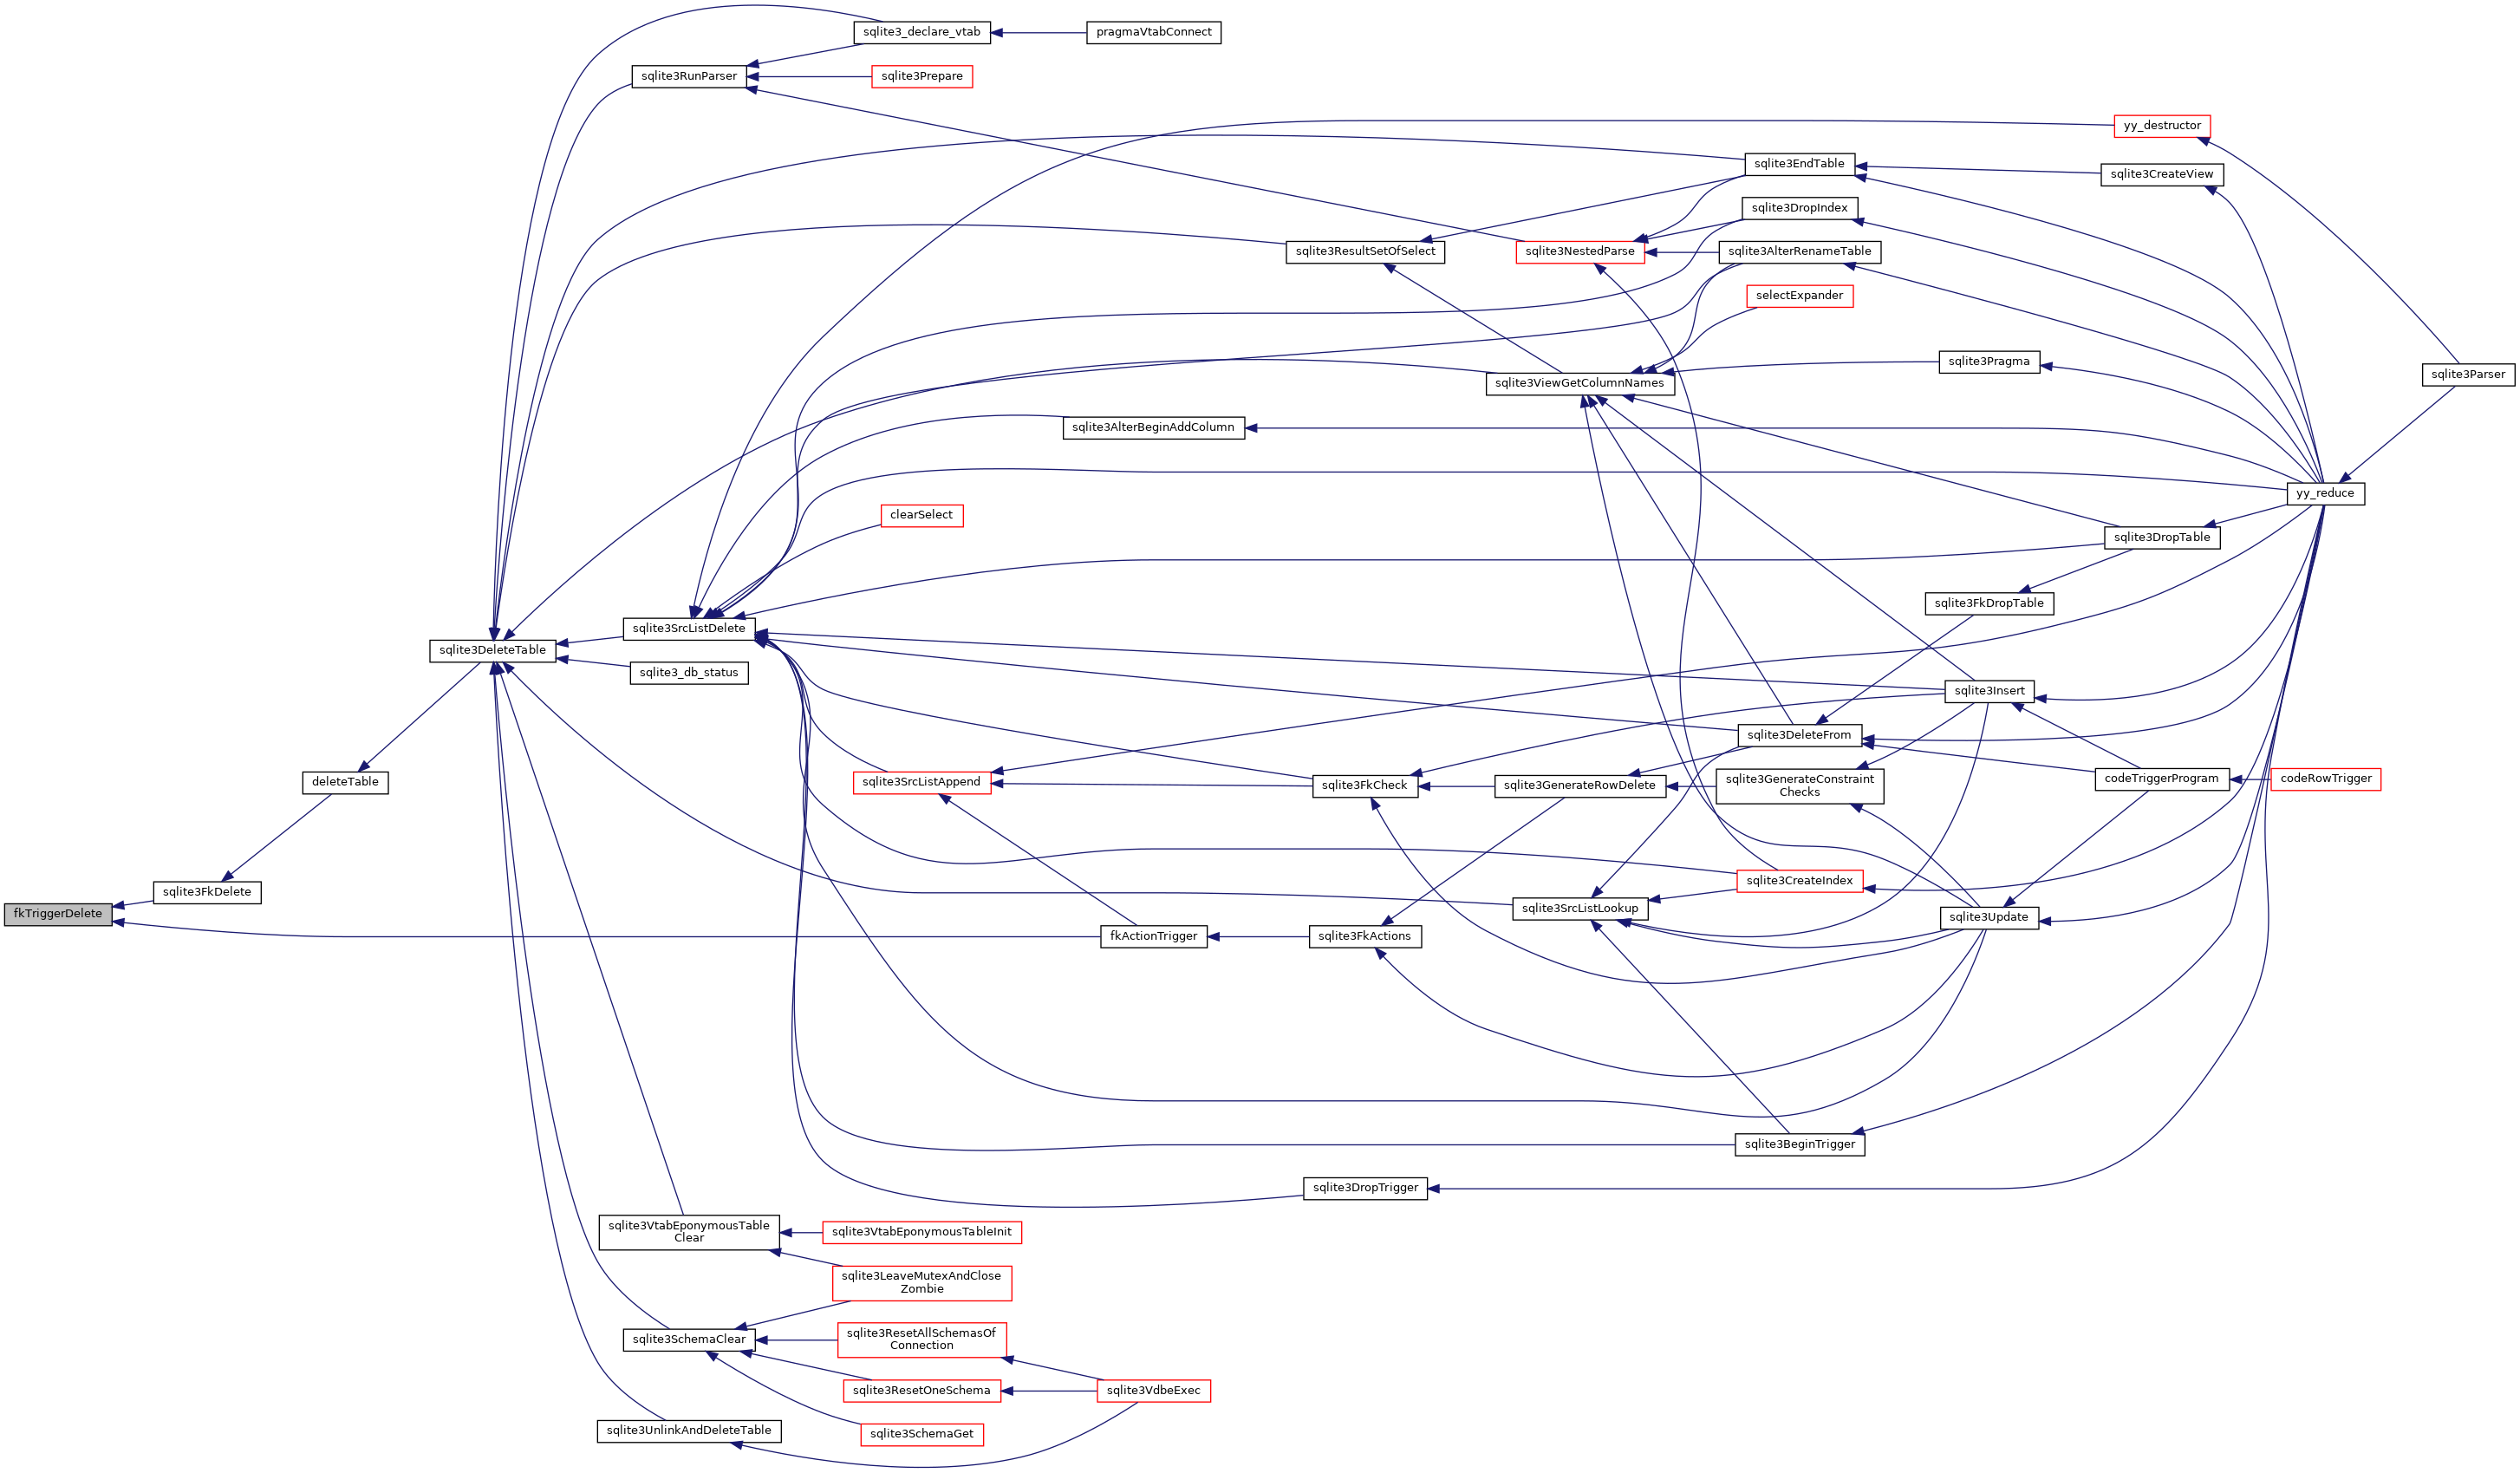 sqlite3_declare_vtab
pragmaVtabConnect
sqlite3RunParser
sqlite3Prepare
yy_destructor
sqlite3EndTable
sqlite3CreateView
sqlite3DropIndex
sqlite3ResultSetOfSelect
sqlite3NestedParse
sqlite3AlterRenameTable
selectExpander
sqlite3Pragma
sqlite3Parser
sqlite3ViewGetColumnNames
sqlite3AlterBeginAddColumn
yy_reduce
clearSelect
sqlite3DropTable
sqlite3FkDropTable
sqlite3SrcListDelete
sqlite3DeleteTable
sqlite3_db_status
sqlite3Insert
sqlite3DeleteFrom
deleteTable
sqlite3SrcListAppend
sqlite3FkCheck
sqlite3GenerateRowDelete
sqlite3GenerateConstraint
Checks
codeTriggerProgram
codeRowTrigger
sqlite3FkDelete
sqlite3CreateIndex
fkTriggerDelete
sqlite3SrcListLookup
sqlite3Update
fkActionTrigger
sqlite3FkActions
sqlite3BeginTrigger
sqlite3DropTrigger
sqlite3VtabEponymousTable
Clear
sqlite3VtabEponymousTableInit
sqlite3LeaveMutexAndClose
Zombie
sqlite3SchemaClear
sqlite3ResetAllSchemasOf
Connection
sqlite3ResetOneSchema
sqlite3VdbeExec
sqlite3UnlinkAndDeleteTable
sqlite3SchemaGet